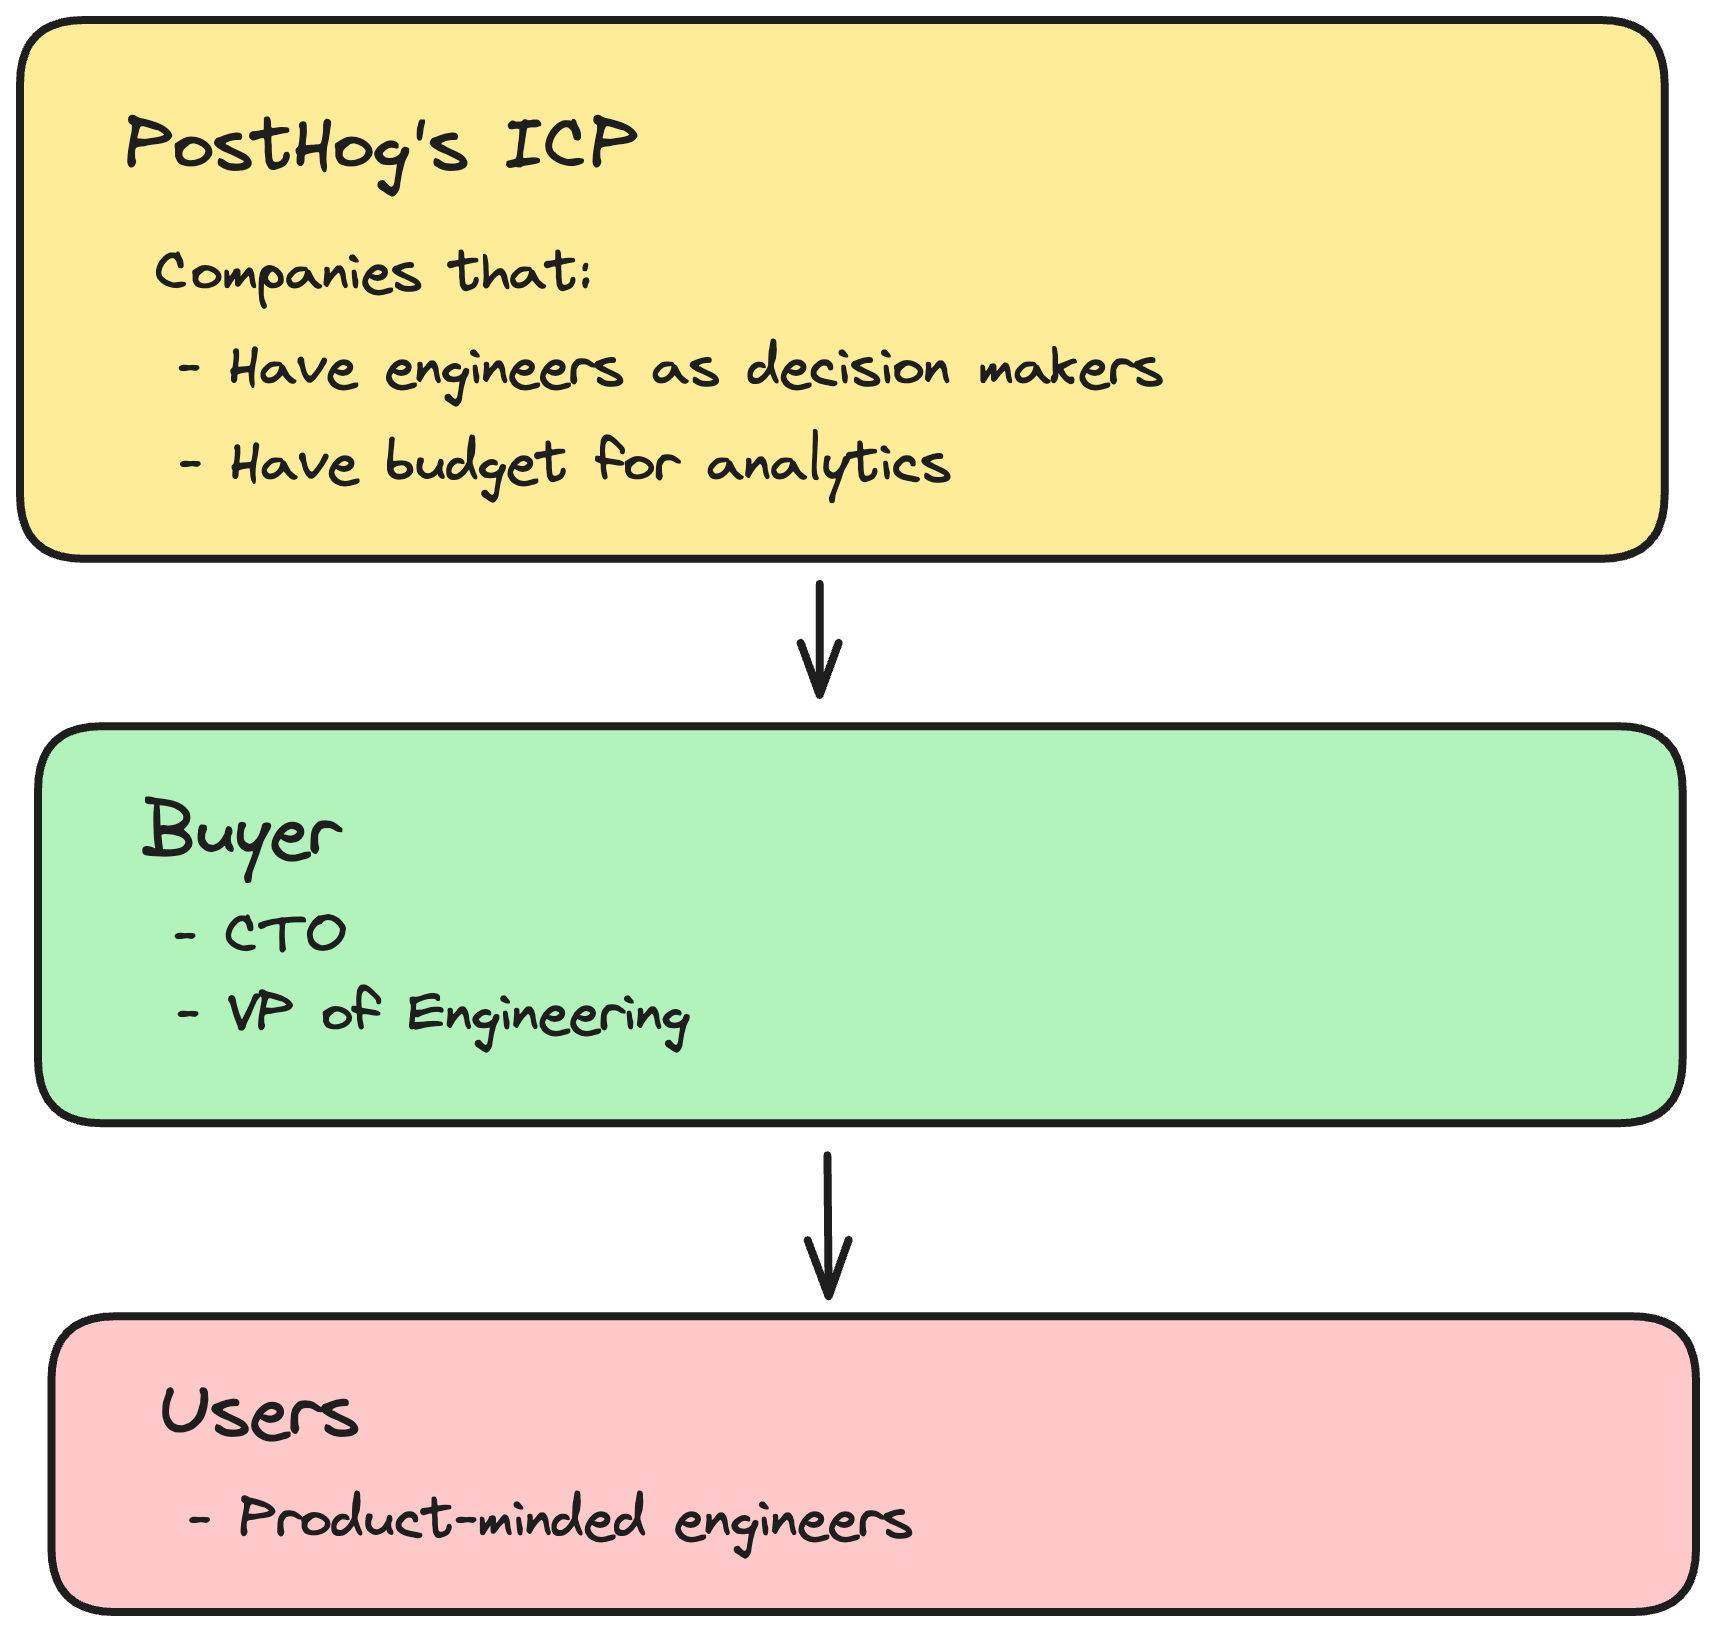 PostHog's ICP
Companies that:
- Have engineers as decision makers
- Have budget for analytics
Buyer
- CTO
- VP of Engineering
Users
- Product-minded engineers